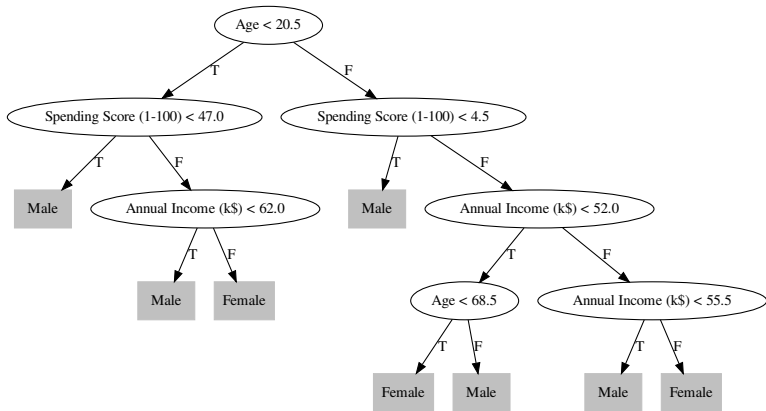 Age < 20.5
T
F
Spending Score (1-100) < 47.0
Spending Score (1-100) < 4.5
T
F
T
F
Male
Annual Income (k$) < 62.0
Male
Annual Income (k$) < 52.0
T
F
T
F
Male
Female
Age < 68.5
Annual Income (k$) < 55.5
T
F
T
F
Female
Male
Male
Female